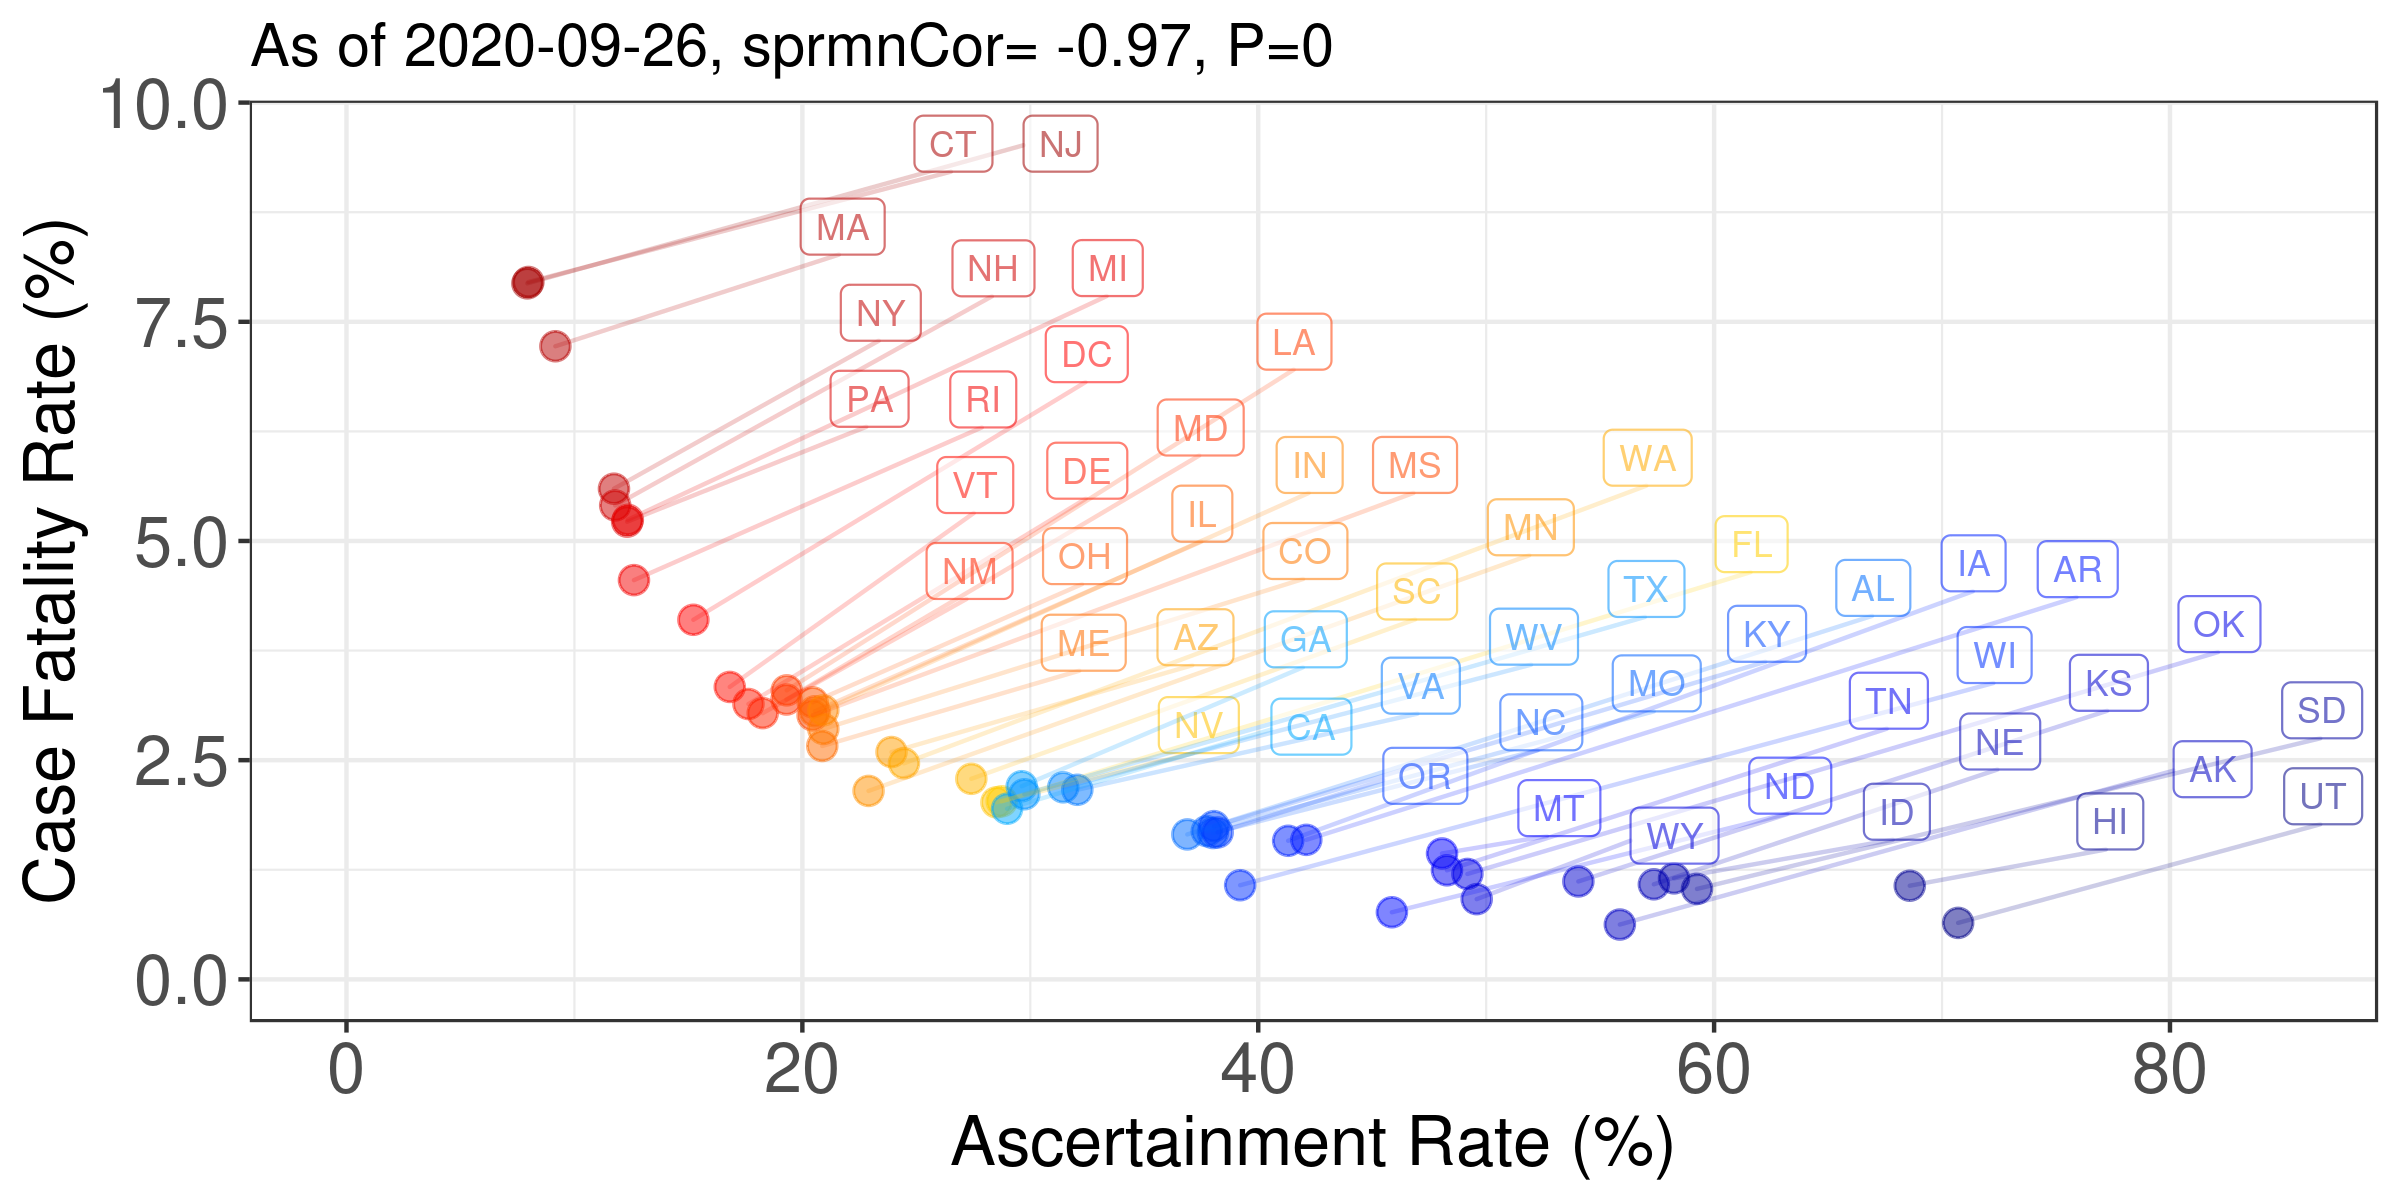 As of 2020-09-26, sprmnCor= -0.97, P=0
10.0
7.5
5.0
2.5
0.0
Case Fatality Rate (%)
CT NJ
MA
NH MI
NY
LA
DC
PA RI
MD
IN MS WA
DE
VT
IL
MN
FL
CO
OH
IA AR
NM
SC TX AL
OK
KY
GA WV
AZ
ME
WI
VA MO KS
TN
SD
NV CA NC
NE
AK
OR
ND
UT
MT
ID
HI
WY
0 20 40 60 80
Ascertainment Rate (%)